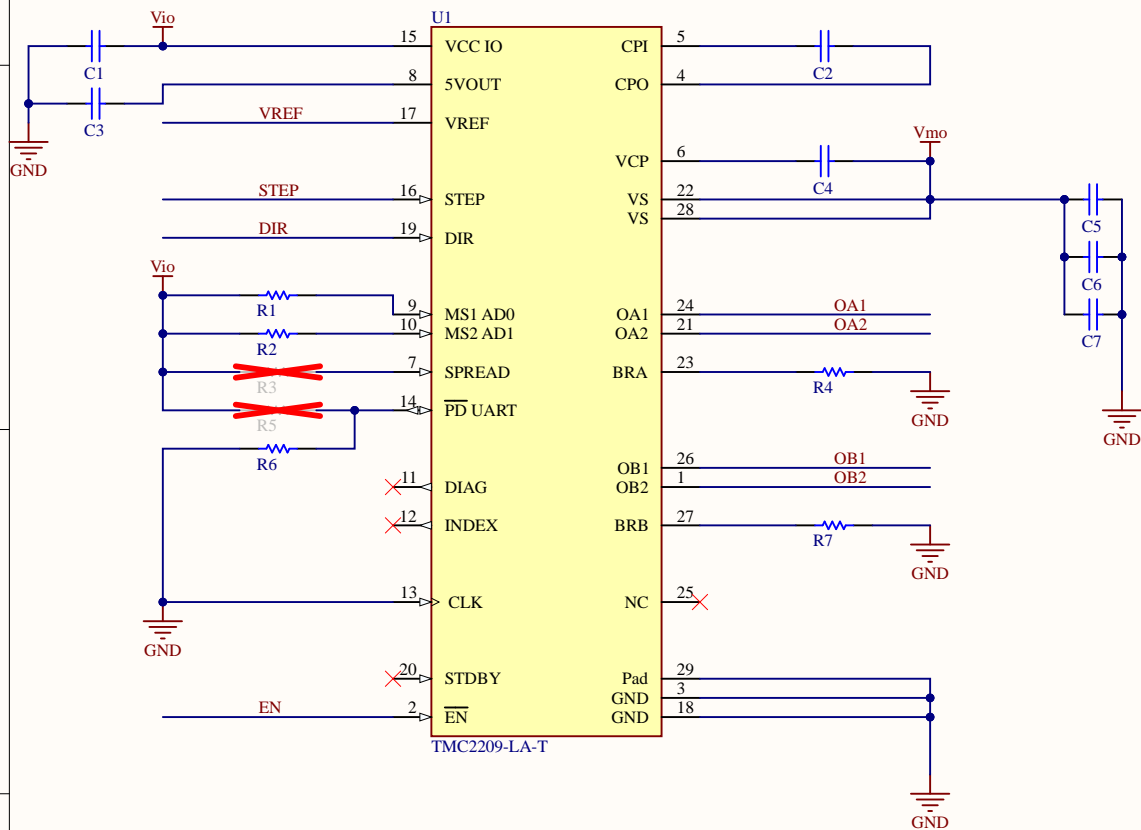 U1
Vio
15 VCC IO CPI 5
C1 C2
8 5VOUT CPO 4
C3
VREF 17 VREF
GND
Vmo
VCP 6
C4
STEP 16 STEP VS 22
VS 28
C5
DIR 19 DIR
C6
Vio
R1 9 MS1 AD0 OA1 24 OA1
R2 10 MS2 AD1 OA2 21 OA2
C7
R3 7 SPREAD BRA 23 R4
GND
R5 14 PD UART
GND
R6
OB1 26 OB1
11 DIAG OB2 1 OB2
12 INDEX BRB 27 R7
GND
13 CLK NC 25
GND
20 STDBY Pad 29
GND 3
EN 2 EN GND 18
TMC2209-LA-T
GND